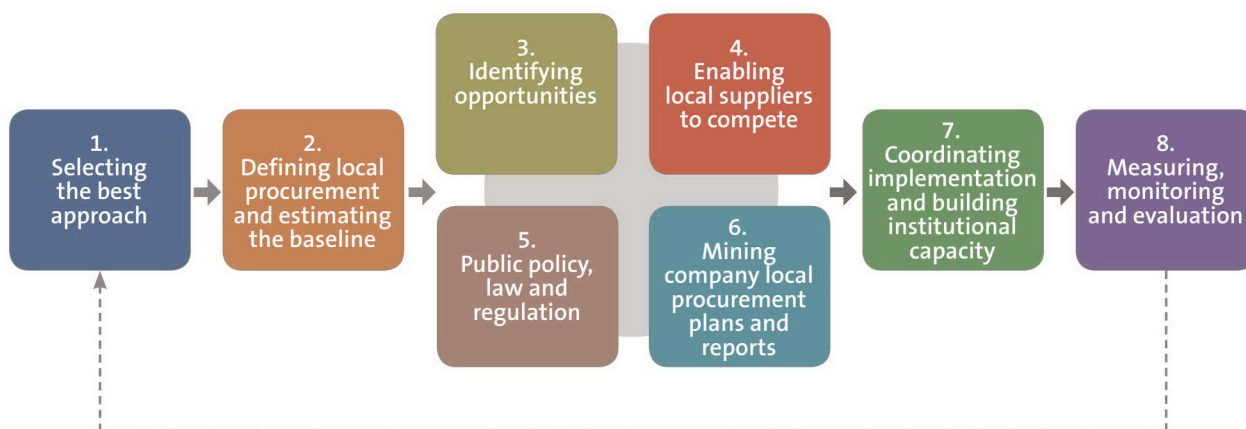 1.
Selecting
the best
approach
2.
Defining local
procurement
and estimating
the baseline
3.
Identifying
opportunities
4.
Enabling
local suppliers
to compete
5.
Public policy,
law and
regulation
6.
Mining
company local
procurement
plans and
reports
7.
Coordinating
implementation
and building
institutional
capacity
8.
Measuring,
monitoring
and evaluation